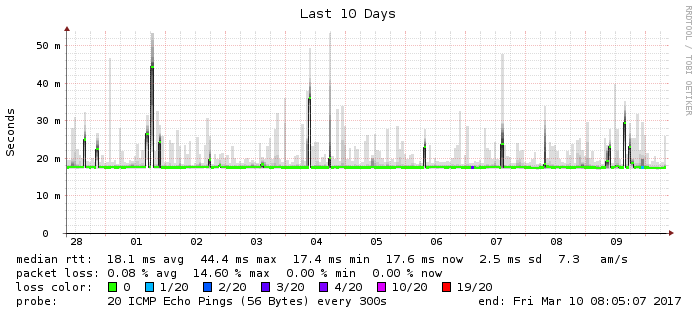 Last 10 Days
RRDTOOL / TOBI OETIKER
Seconds
50 m
40 m
30 m
20 m
10 m
0
28 01 02 03 04 05 06 07 08 09
median rtt: 18.1 ms avg 44.4 ms max 17.4 ms min 17.6 ms now 2.5 ms sd 7.3 am/s
packet loss: 0.08 % avg 14.60 % max 0.00 % min 0.00 % now
loss color: 0 1/20 2/20 3/20 4/20 10/20 19/20
probe: 20 ICMP Echo Pings (56 Bytes) every 300s end: Fri Mar 10 08:05:07 2017